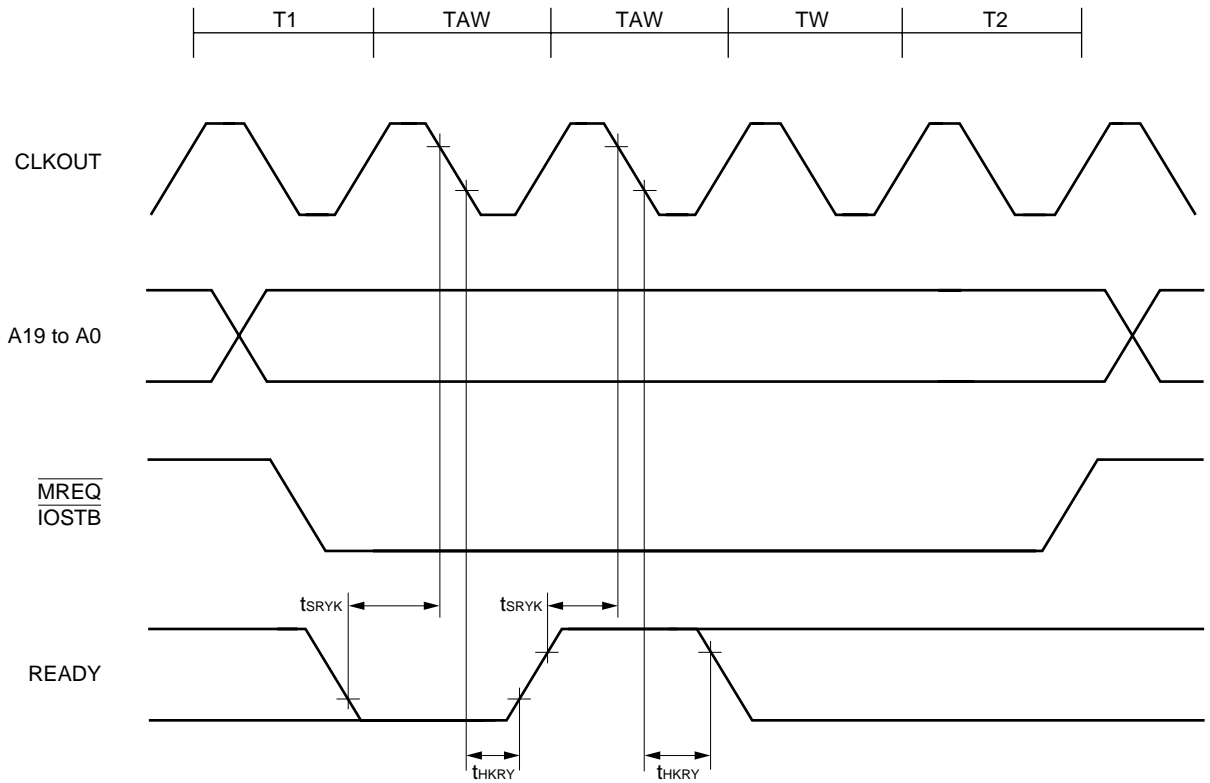 T1 TAW TAW TW T2
CLKOUT
A19 to A0
MREQ
IOSTB
tSRYK tSRYK
READY
tHKRY tHKRY